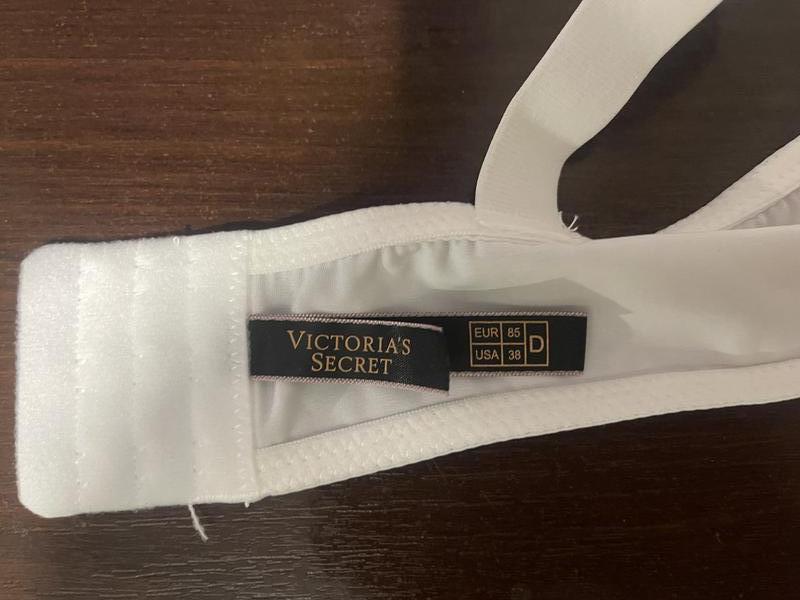 VICTORIA'S
SECRET
EUR 85 D
USA 38